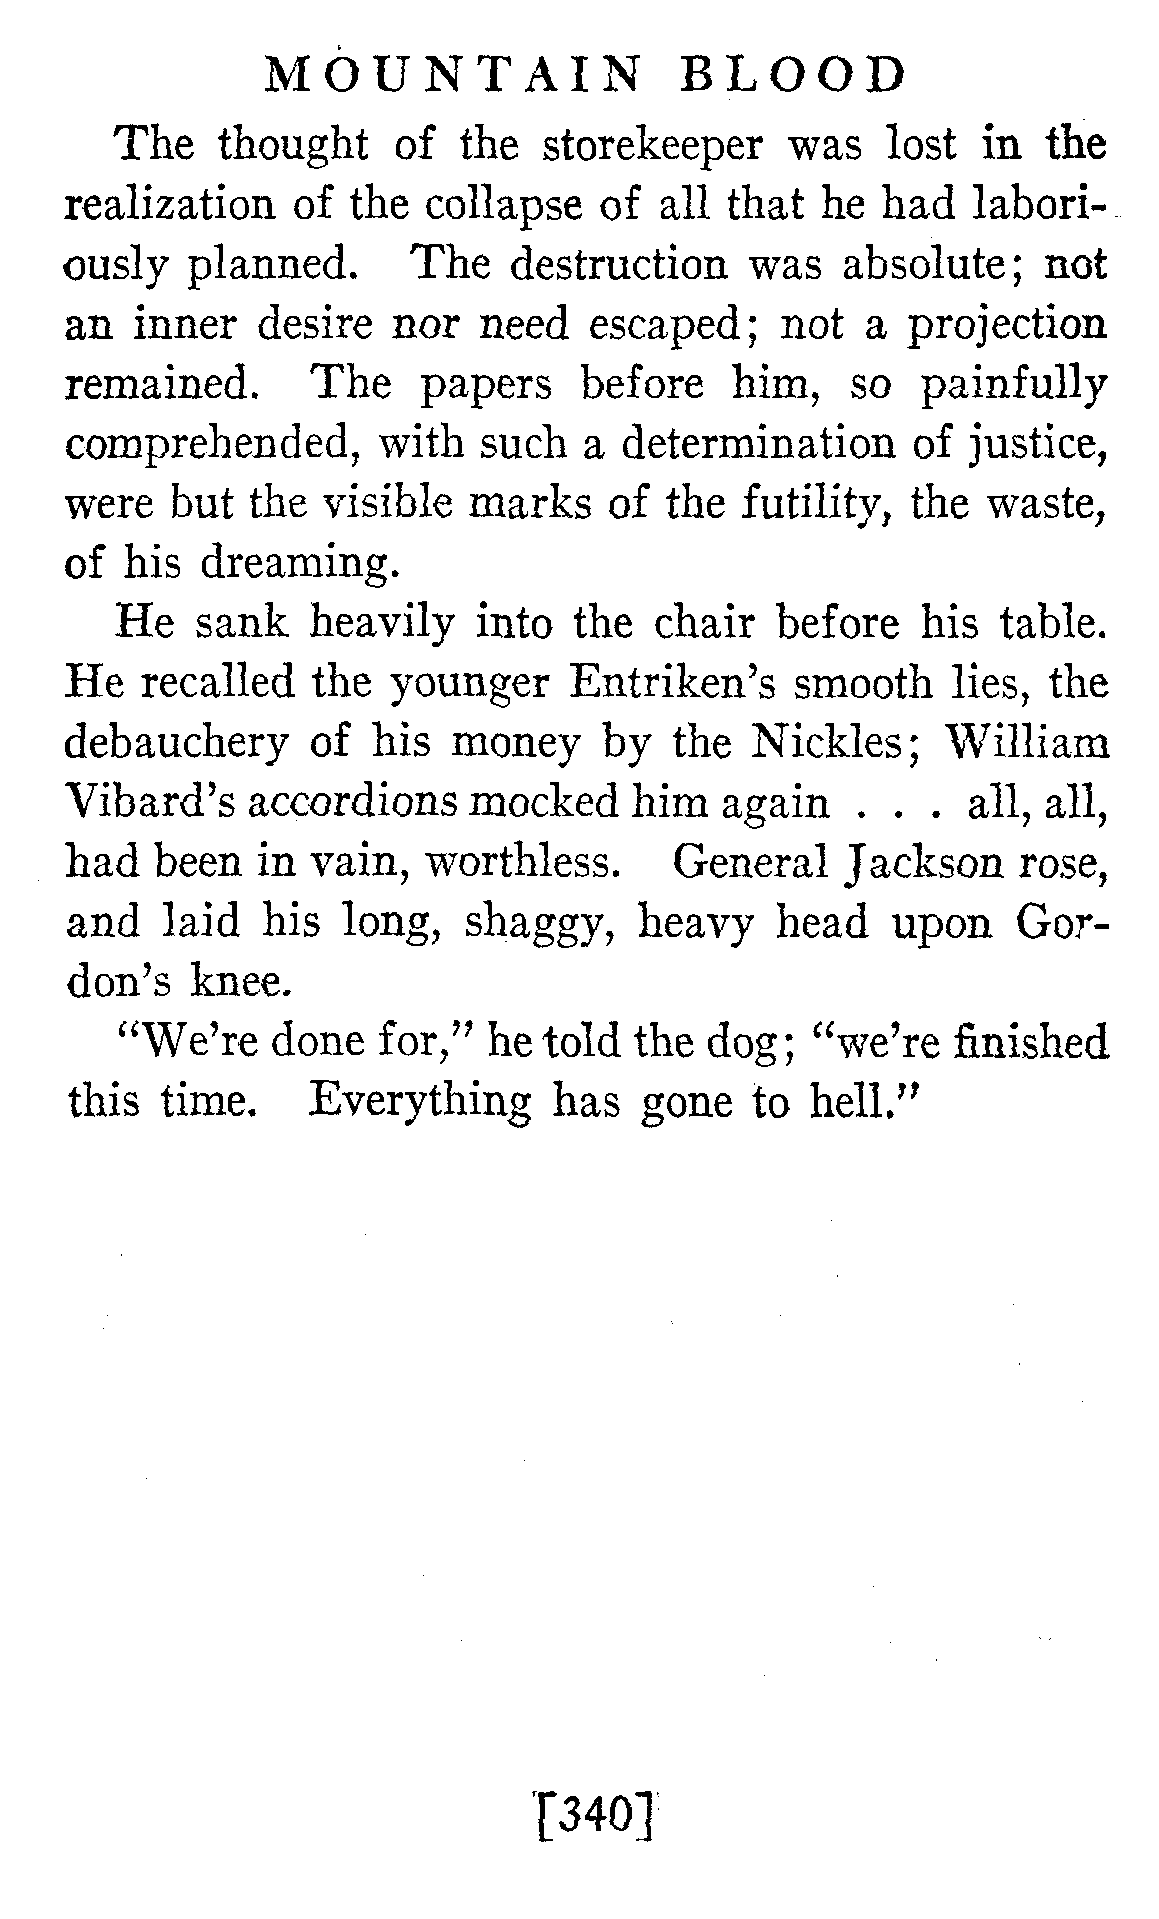 MOUNTAIN BLOOD
The thought of the storekeeper was lost in the
realization of the collapse of all that he had labori-
ously planned. The destruction was absolute; not
an inner desire nor need escaped; not a projection
remained. The papers before him, so painfully
comprehended, with such a determination of justice,
were but the visible marks of the futility, the waste,
of his dreaming.
He sank heavily into the chair before his table.
He recalled the younger Entriken's smooth lies, the
debauchery of his money by the Nickles; William
Vibard's accordions mocked him again . . . all, all,
had been in vain, worthless. General Jackson rose,
and laid his long, shaggy, heavy head upon Gor-
don's knee.
"We're done for," he told the dog; "we're finished
this time. Everything has gone to hell."
[340]